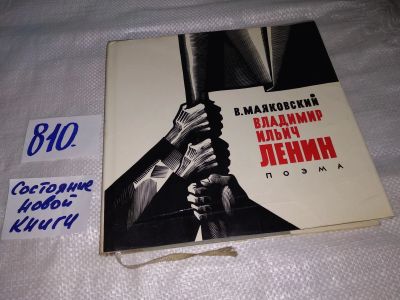 810.
Состояние
новой
книги
В. МАЯКОВСКИЙ
ВЛАДИМИР
ИЛЬИЧ
ЛЕНИН
ПОЭМА